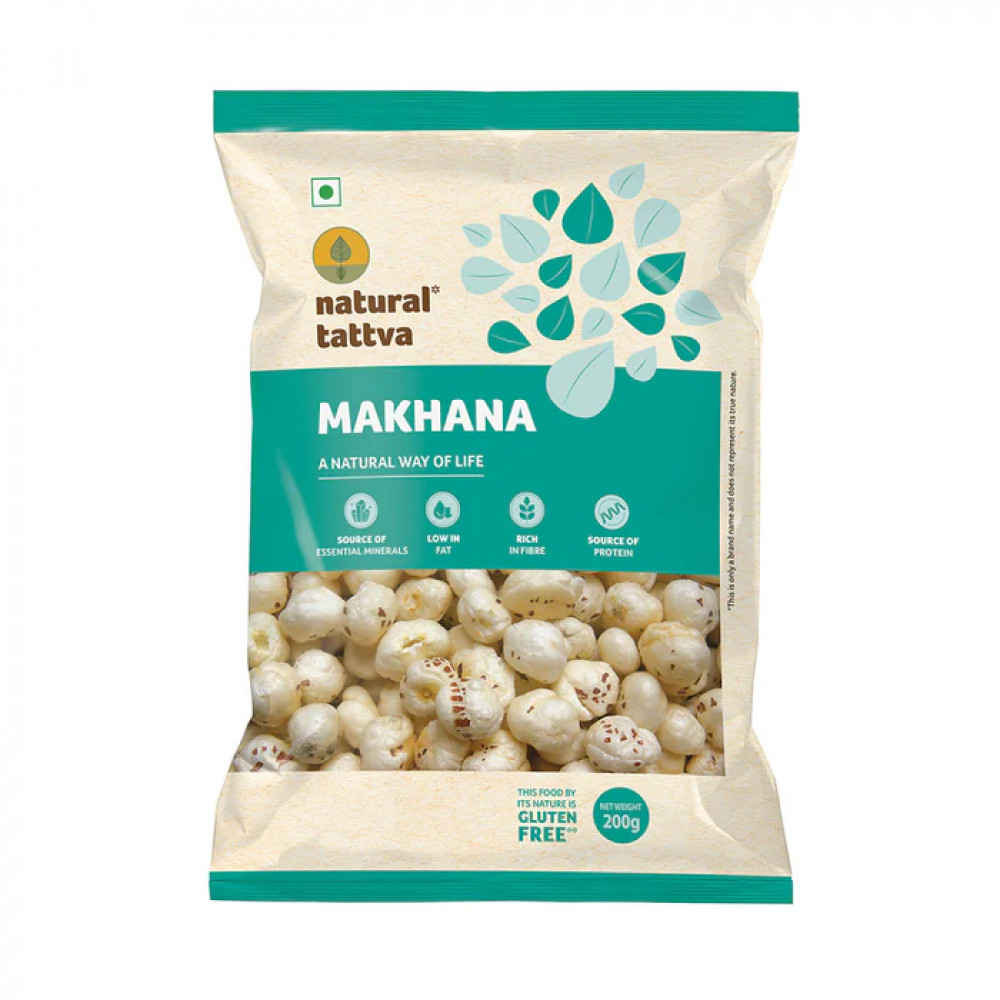 natural*
tattva
MAKHANA
A NATURAL WAY OF LIFE
SOURCE OF
ESSENTIAL MINERALS
LOW IN
FAT
RICH
IN FIBRE
SOURCE OF
PROTEIN
*This is only a brand name and does not represent its true nature.
THIS FOOD BY
ITS NATURE IS
GLUTEN
FREE**
NET WEIGHT
200g